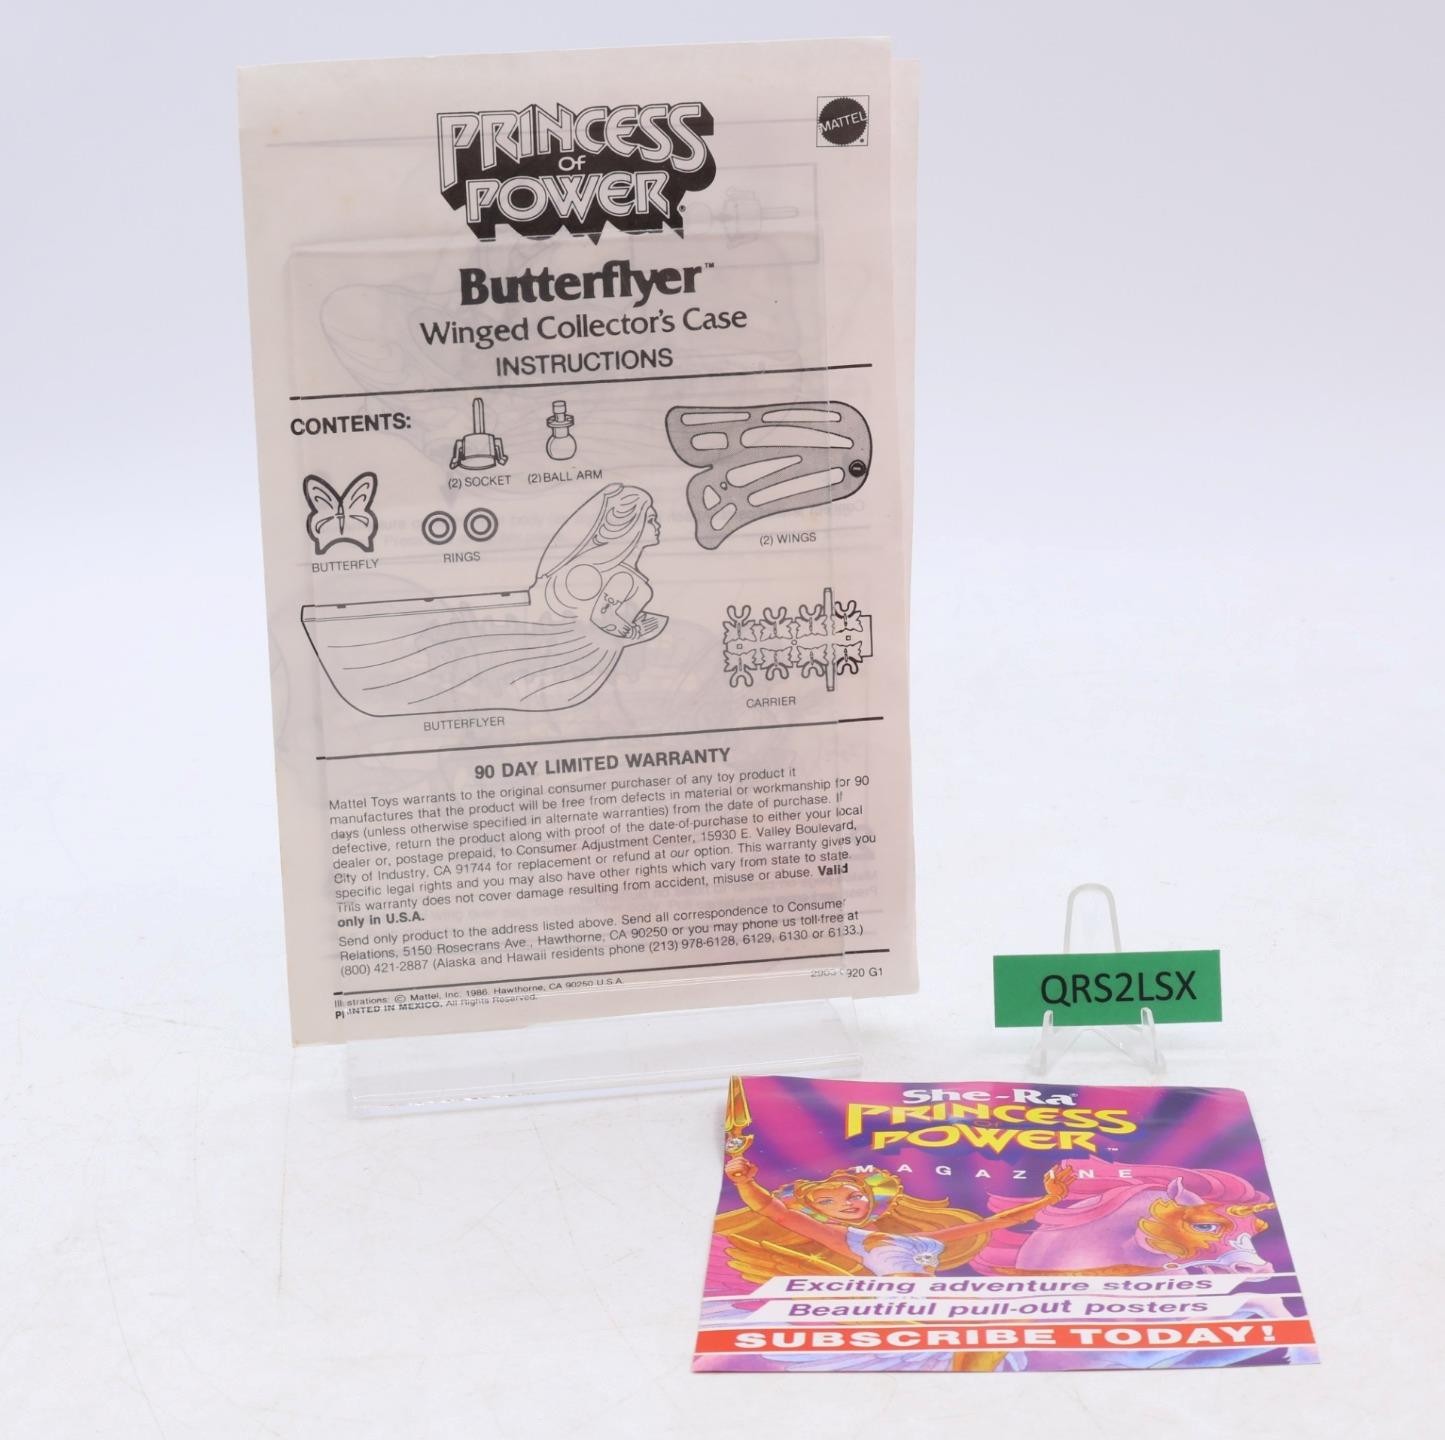 PRINCESS
OF
POWER®
MATTEL®
Butterflyer™
Winged Collector's Case
INSTRUCTIONS
CONTENTS:
(2) SOCKET
(2) BALL ARM
BUTTERFLY
RINGS
(2) WINGS
BUTTERFLYER
CARRIER
90 DAY LIMITED WARRANTY
Mattel Toys warrants to the original consumer purchaser of any toy product it
manufactures that the product will be free from defects in material or workmanship for 90
days (unless otherwise specified in alternate warranties) from the date of purchase. If
defective, return the product along with proof of the date-of-purchase to either your local
dealer or, postage prepaid, to Consumer Adjustment Center, 15930 E. Valley Boulevard,
City of Industry, CA 91744 for replacement or refund at our option. This warranty gives you
specific legal rights and you may also have other rights which vary from state to state.
This warranty does not cover damage resulting from accident, misuse or abuse. Valid
only in U.S.A.
Send only product to the address listed above. Send all correspondence to Consumer
Relations, 5150 Rosecrans Ave., Hawthorne, CA 90250 or you may phone us toll-free at
(800) 421-2887 (Alaska and Hawaii residents phone (213) 978-6128, 6129, 6130 or 6133.)
Illustrations: © Mattel, Inc. 1986. Hawthorne, CA 90250 U.S.A.
PRINTED IN MEXICO. All Rights Reserved.
920 G1
QRS2LSX
She-Ra®
PRINCESS
OF
POWER™
MAGAZINE
Exciting adventure stories
Beautiful pull-out posters
SUBSCRIBE TODAY!